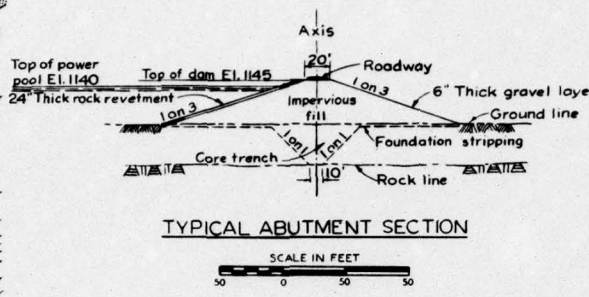 Axis
20'
Top of power
pool El. 1140
Top of dam El. 1145
Roadway
24" Thick rock revetment
1 on 3
Impervious
fill
1 on 3
6" Thick gravel laye
Ground line
1 on 1
1 on 1
Foundation stripping
Core trench
10'
Rock line
TYPICAL ABUTMENT SECTION
SCALE IN FEET
50 0 50 50